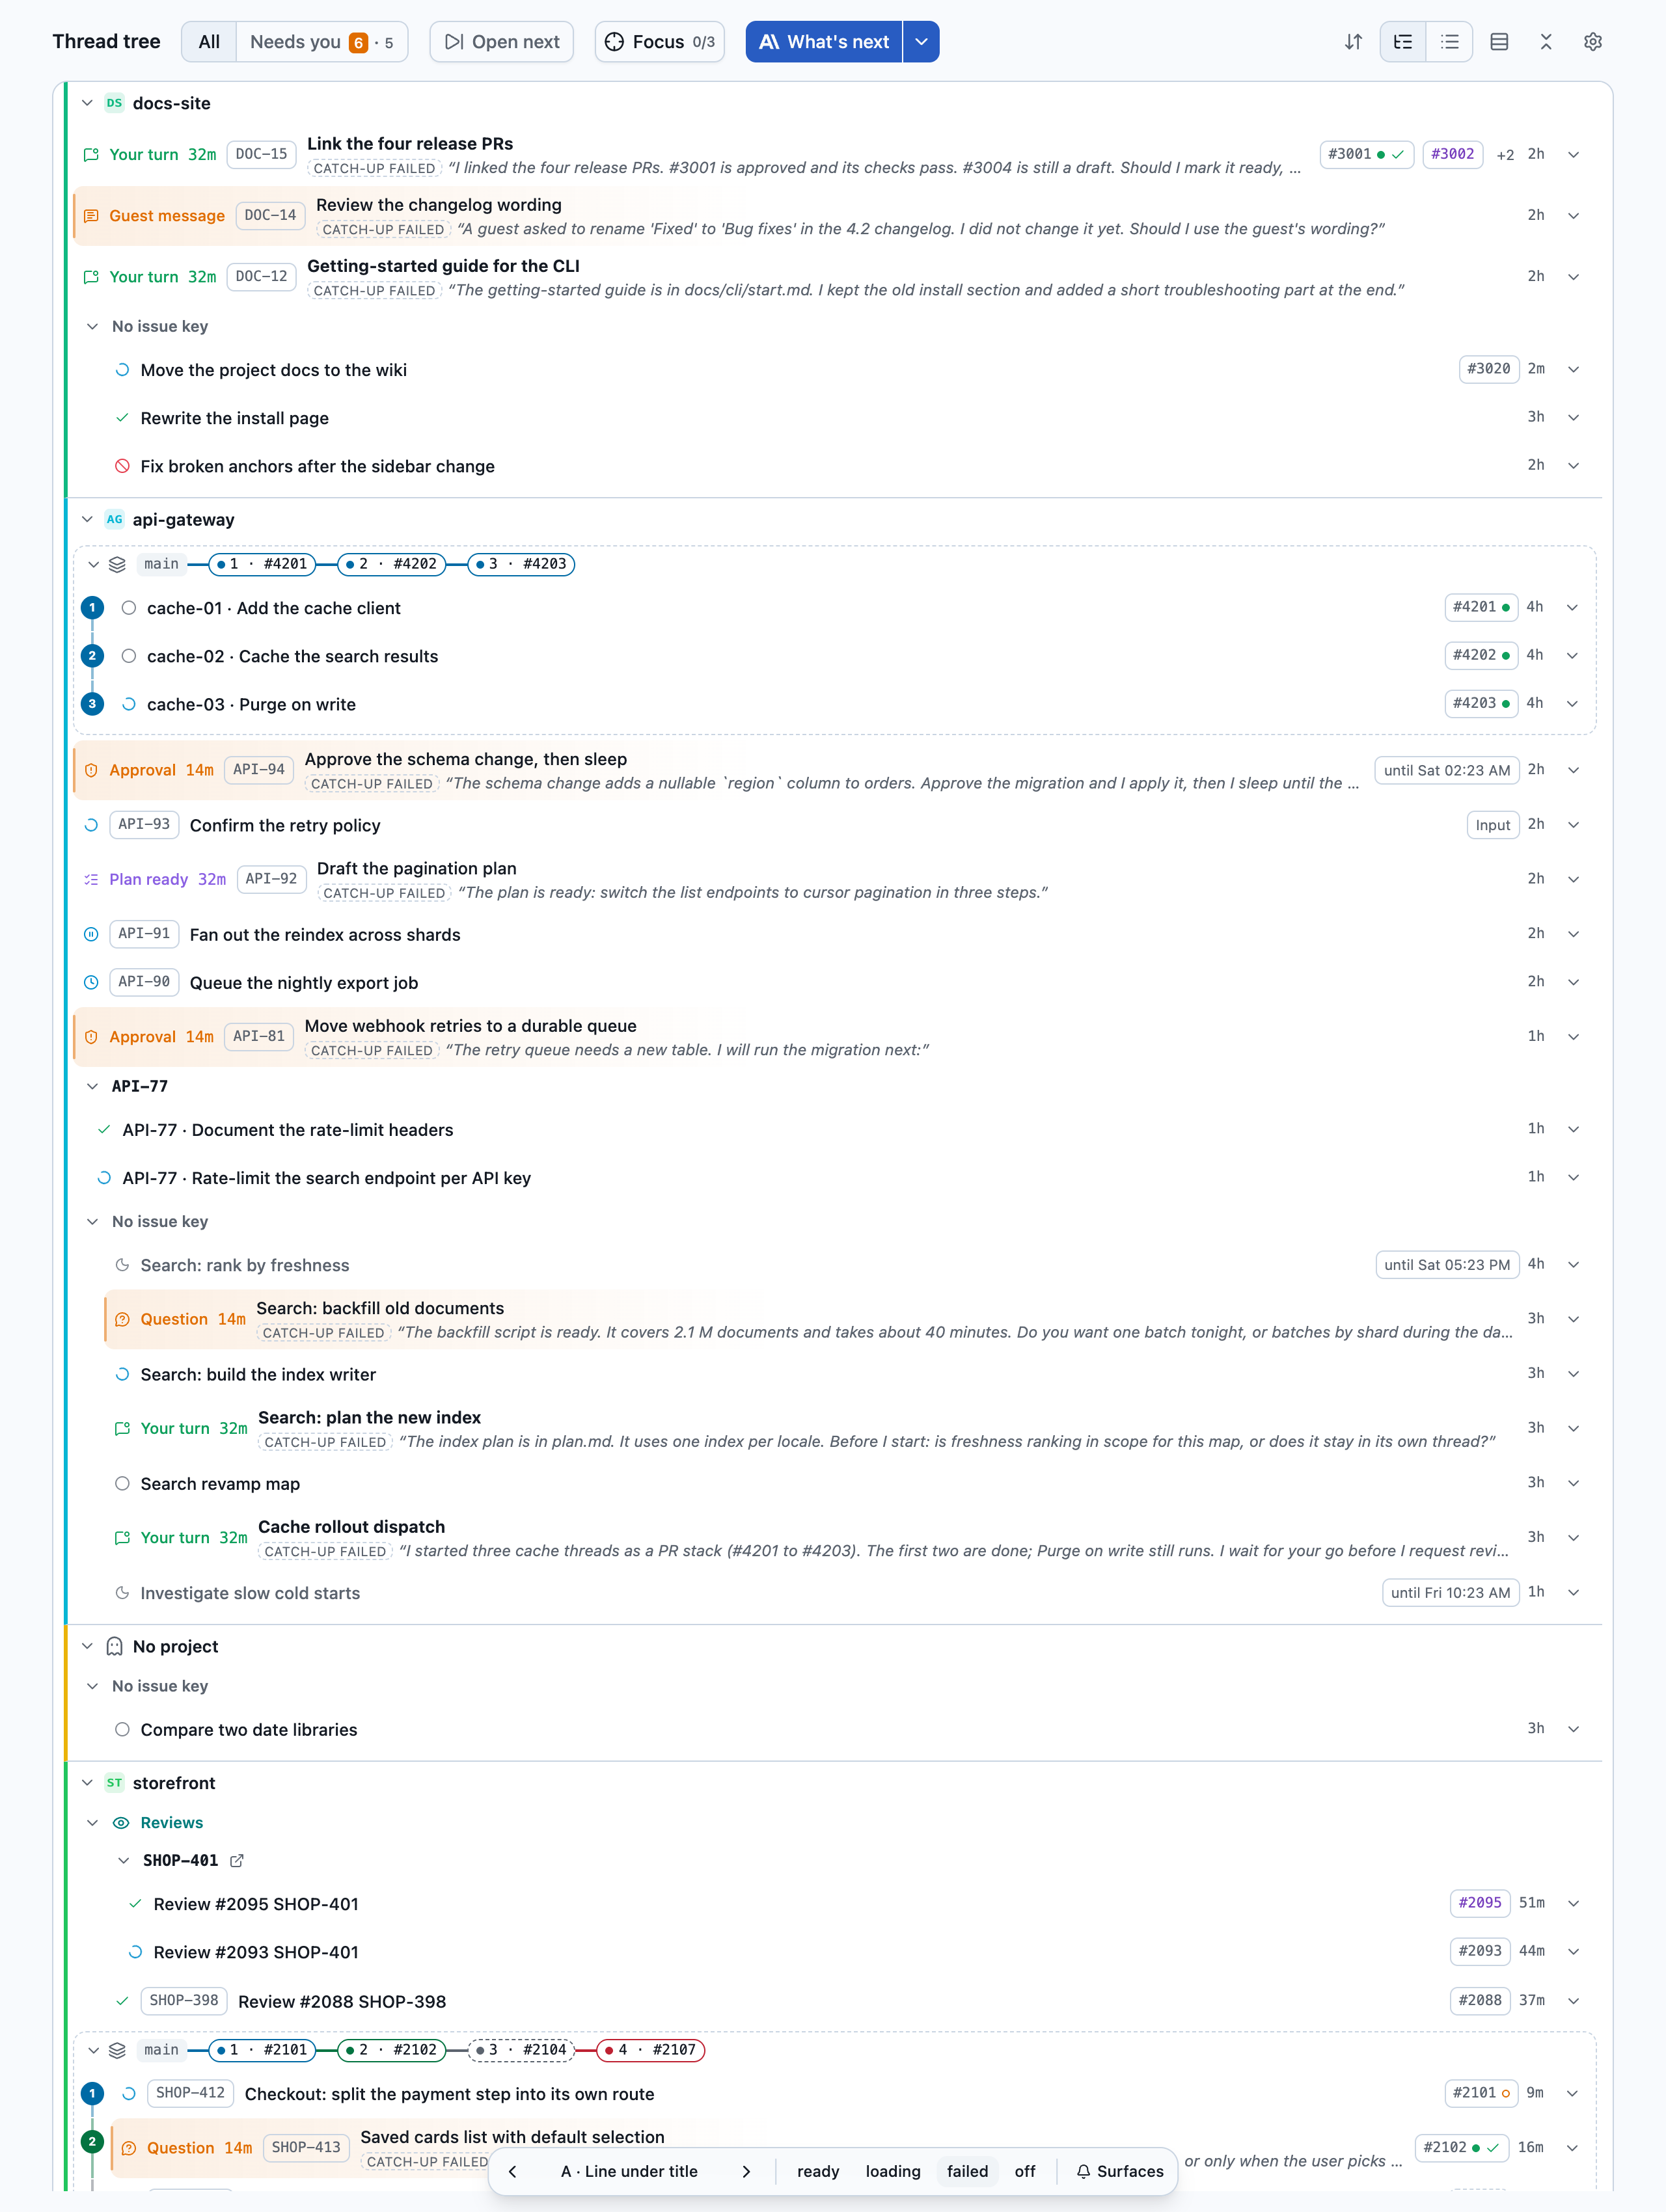 Thread tree All Needs you 6 · 5 Open next Focus 0/3 What's next
DS docs-site
Your turn 32m DOC-15 Link the four release PRs #3001 #3002 +2 2h
CATCH-UP FAILED “I linked the four release PRs. #3001 is approved and its checks pass. #3004 is still a draft. Should I mark it ready, ...
Guest message DOC-14 Review the changelog wording 2h
CATCH-UP FAILED “A guest asked to rename 'Fixed' to 'Bug fixes' in the 4.2 changelog. I did not change it yet. Should I use the guest's wording?”
Your turn 32m DOC-12 Getting-started guide for the CLI 2h
CATCH-UP FAILED “The getting-started guide is in docs/cli/start.md. I kept the old install section and added a short troubleshooting part at the end.”
No issue key
Move the project docs to the wiki #3020 2m
Rewrite the install page 3h
Fix broken anchors after the sidebar change 2h
AG api-gateway
main 1 · #4201 2 · #4202 3 · #4203
1 cache-01 · Add the cache client #4201 4h
2 cache-02 · Cache the search results #4202 4h
3 cache-03 · Purge on write #4203 4h
Approval 14m API-94 Approve the schema change, then sleep until Sat 02:23 AM 2h
CATCH-UP FAILED “The schema change adds a nullable `region` column to orders. Approve the migration and I apply it, then I sleep until the ...
API-93 Confirm the retry policy Input 2h
Plan ready 32m API-92 Draft the pagination plan 2h
CATCH-UP FAILED “The plan is ready: switch the list endpoints to cursor pagination in three steps.”
API-91 Fan out the reindex across shards 2h
API-90 Queue the nightly export job 2h
Approval 14m API-81 Move webhook retries to a durable queue 1h
CATCH-UP FAILED “The retry queue needs a new table. I will run the migration next:”
API-77
API-77 · Document the rate-limit headers 1h
API-77 · Rate-limit the search endpoint per API key 1h
No issue key
Search: rank by freshness until Sat 05:23 PM 4h
Question 14m Search: backfill old documents 3h
CATCH-UP FAILED “The backfill script is ready. It covers 2.1 M documents and takes about 40 minutes. Do you want one batch tonight, or batches by shard during the da...
Search: build the index writer 3h
Your turn 32m Search: plan the new index 3h
CATCH-UP FAILED “The index plan is in plan.md. It uses one index per locale. Before I start: is freshness ranking in scope for this map, or does it stay in its own thread?”
Search revamp map 3h
Your turn 32m Cache rollout dispatch 3h
CATCH-UP FAILED “I started three cache threads as a PR stack (#4201 to #4203). The first two are done; Purge on write still runs. I wait for your go before I request revi...
Investigate slow cold starts until Fri 10:23 AM 1h
No project
No issue key
Compare two date libraries 3h
ST storefront
Reviews
SHOP-401
Review #2095 SHOP-401 #2095 51m
Review #2093 SHOP-401 #2093 44m
SHOP-398 Review #2088 SHOP-398 #2088 37m
main 1 · #2101 2 · #2102 3 · #2104 4 · #2107
1 SHOP-412 Checkout: split the payment step into its own route #2101 9m
2 Question 14m SHOP-413 Saved cards list with default selection #2102 16m
CATCH-UP FAILED or only when the user picks ...
A · Line under title ready loading failed off Surfaces